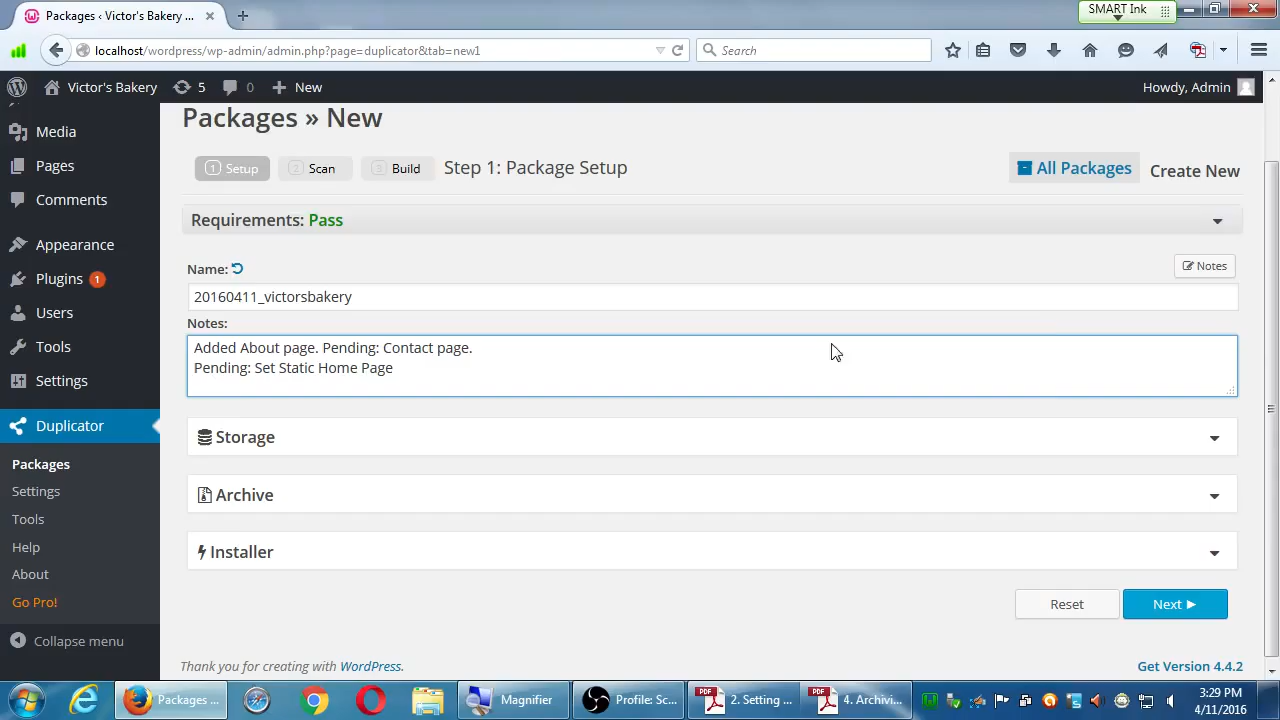 SMART Ink
Packages ‹ Victor's Bakery ...
localhost/wordpress/wp-admin/admin.php?page=duplicator&tab=new1
Search
Victor's Bakery
5
0
New
Howdy, Admin
Media
Pages
Comments
Appearance
Plugins 1
Users
Tools
Settings
Duplicator
Packages
Settings
Tools
Help
About
Go Pro!
Collapse menu
Packages » New
1 Setup
2 Scan
3 Build
Step 1: Package Setup
All Packages
Create New
Requirements: Pass
Name:
Notes
20160411_victorsbakery
Notes:
Added About page. Pending: Contact page.
Pending: Set Static Home Page
Storage
Archive
Installer
Reset
Next
Thank you for creating with WordPress.
Get Version 4.4.2
Packages ...
Magnifier
Profile: Sc...
PDF
2. Setting ...
PDF
4. Archivi...
3:29 PM
4/11/2016